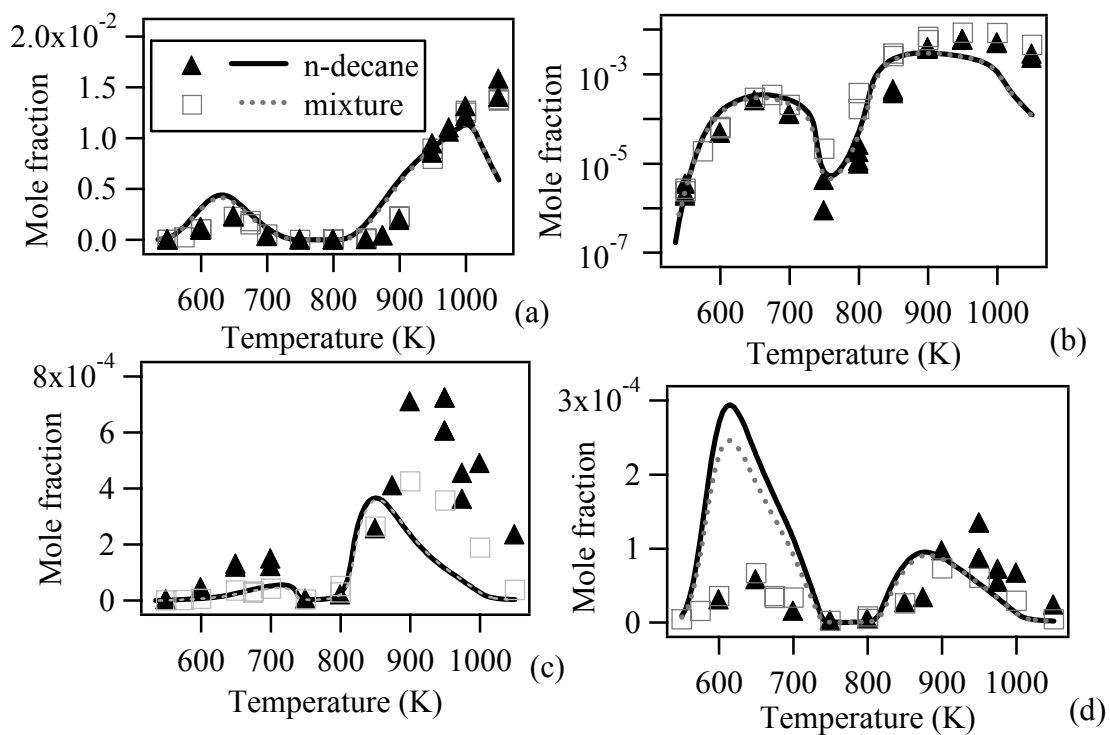 2.0x10-2
1.5
1.0
0.5
0.0
Mole fraction
n-decane
mixture
600 700 800 900 1000
Temperature (K)
(a)
10-3
10-5
10-7
Mole fraction
600 700 800 900 1000
Temperature (K)
(b)
8x10-4
6
4
2
0
Mole fraction
600 700 800 900 1000
Temperature (K)
(c)
3x10-4
2
1
0
Mole fraction
600 700 800 900 1000
Temperature (K)
(d)